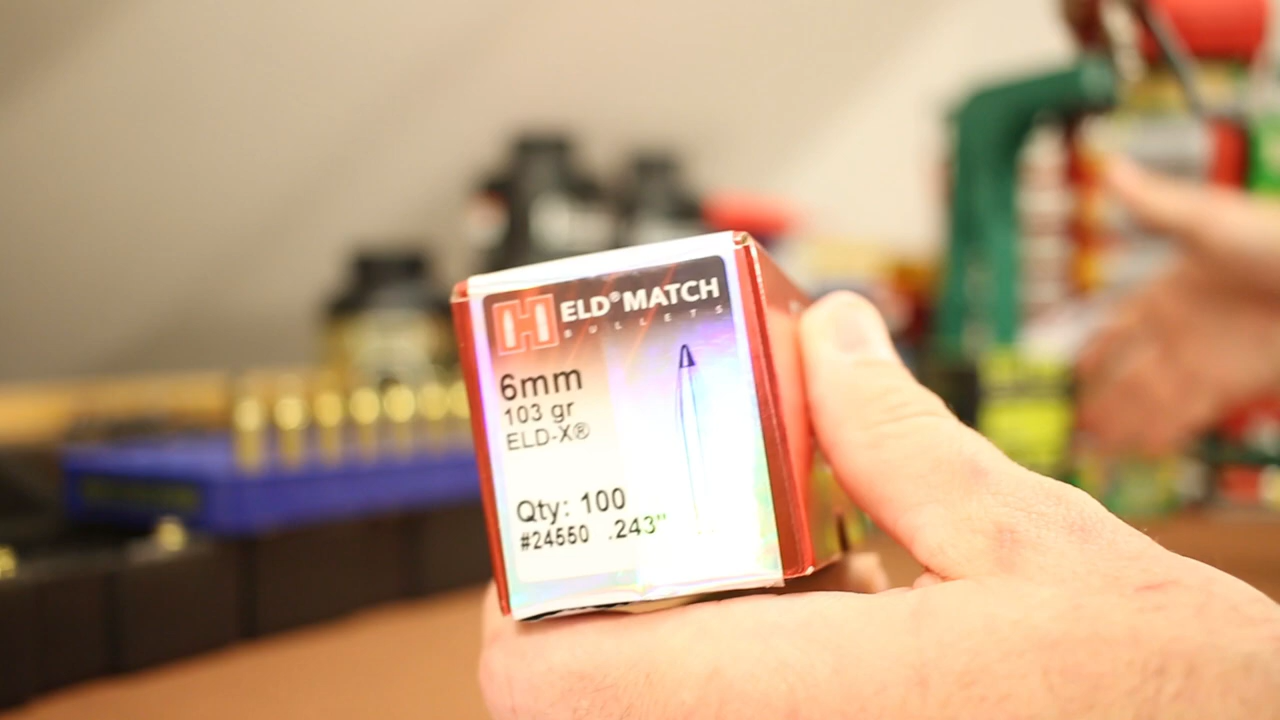 H ELD® MATCH
BULLETS
6mm
103 gr
ELD-X®
Qty: 100
#24550 .243"